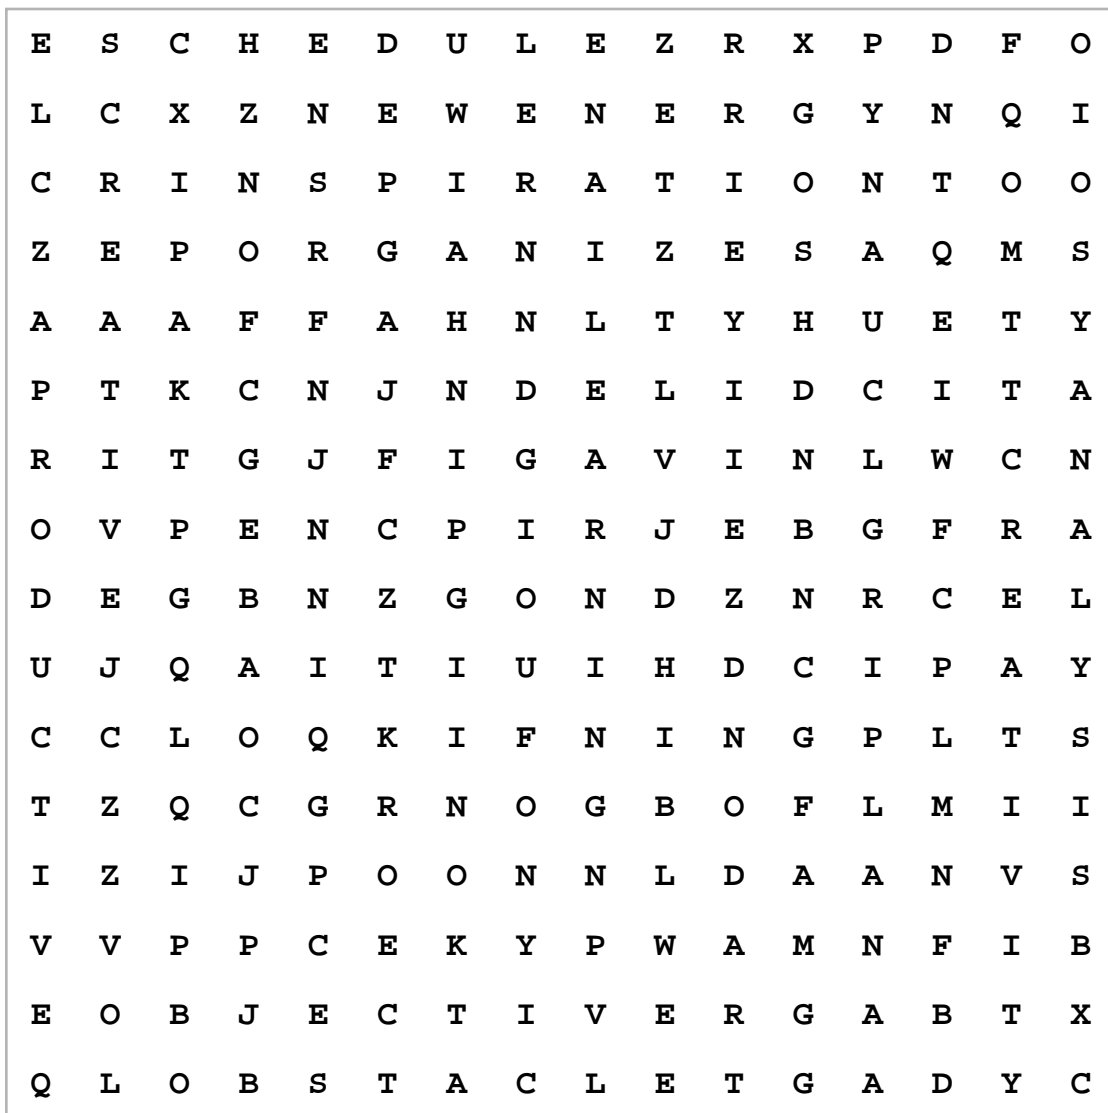 E S C H E D U L E Z R X P D F O
L C X Z N E W E N E R G Y N Q I
C R I N S P I R A T I O N T O O
Z E P O R G A N I Z E S A Q M S
A A A F F A H N L T Y H U E T Y
P T K C N J N D E L I D C I T A
R I T G J F I G A V I N L W C N
O V P E N C P I R J E B G F R A
D E G B N Z G O N D Z N R C E L
U J Q A I T I U I H D C I P A Y
C C L O Q K I F N I N G P L T S
T Z Q C G R N O G B O F L M I I
I Z I J P O O N N L D A A N V S
V V P P C E K Y P W A M N F I B
E O B J E C T I V E R G A B T X
Q L O B S T A C L E T G A D Y C